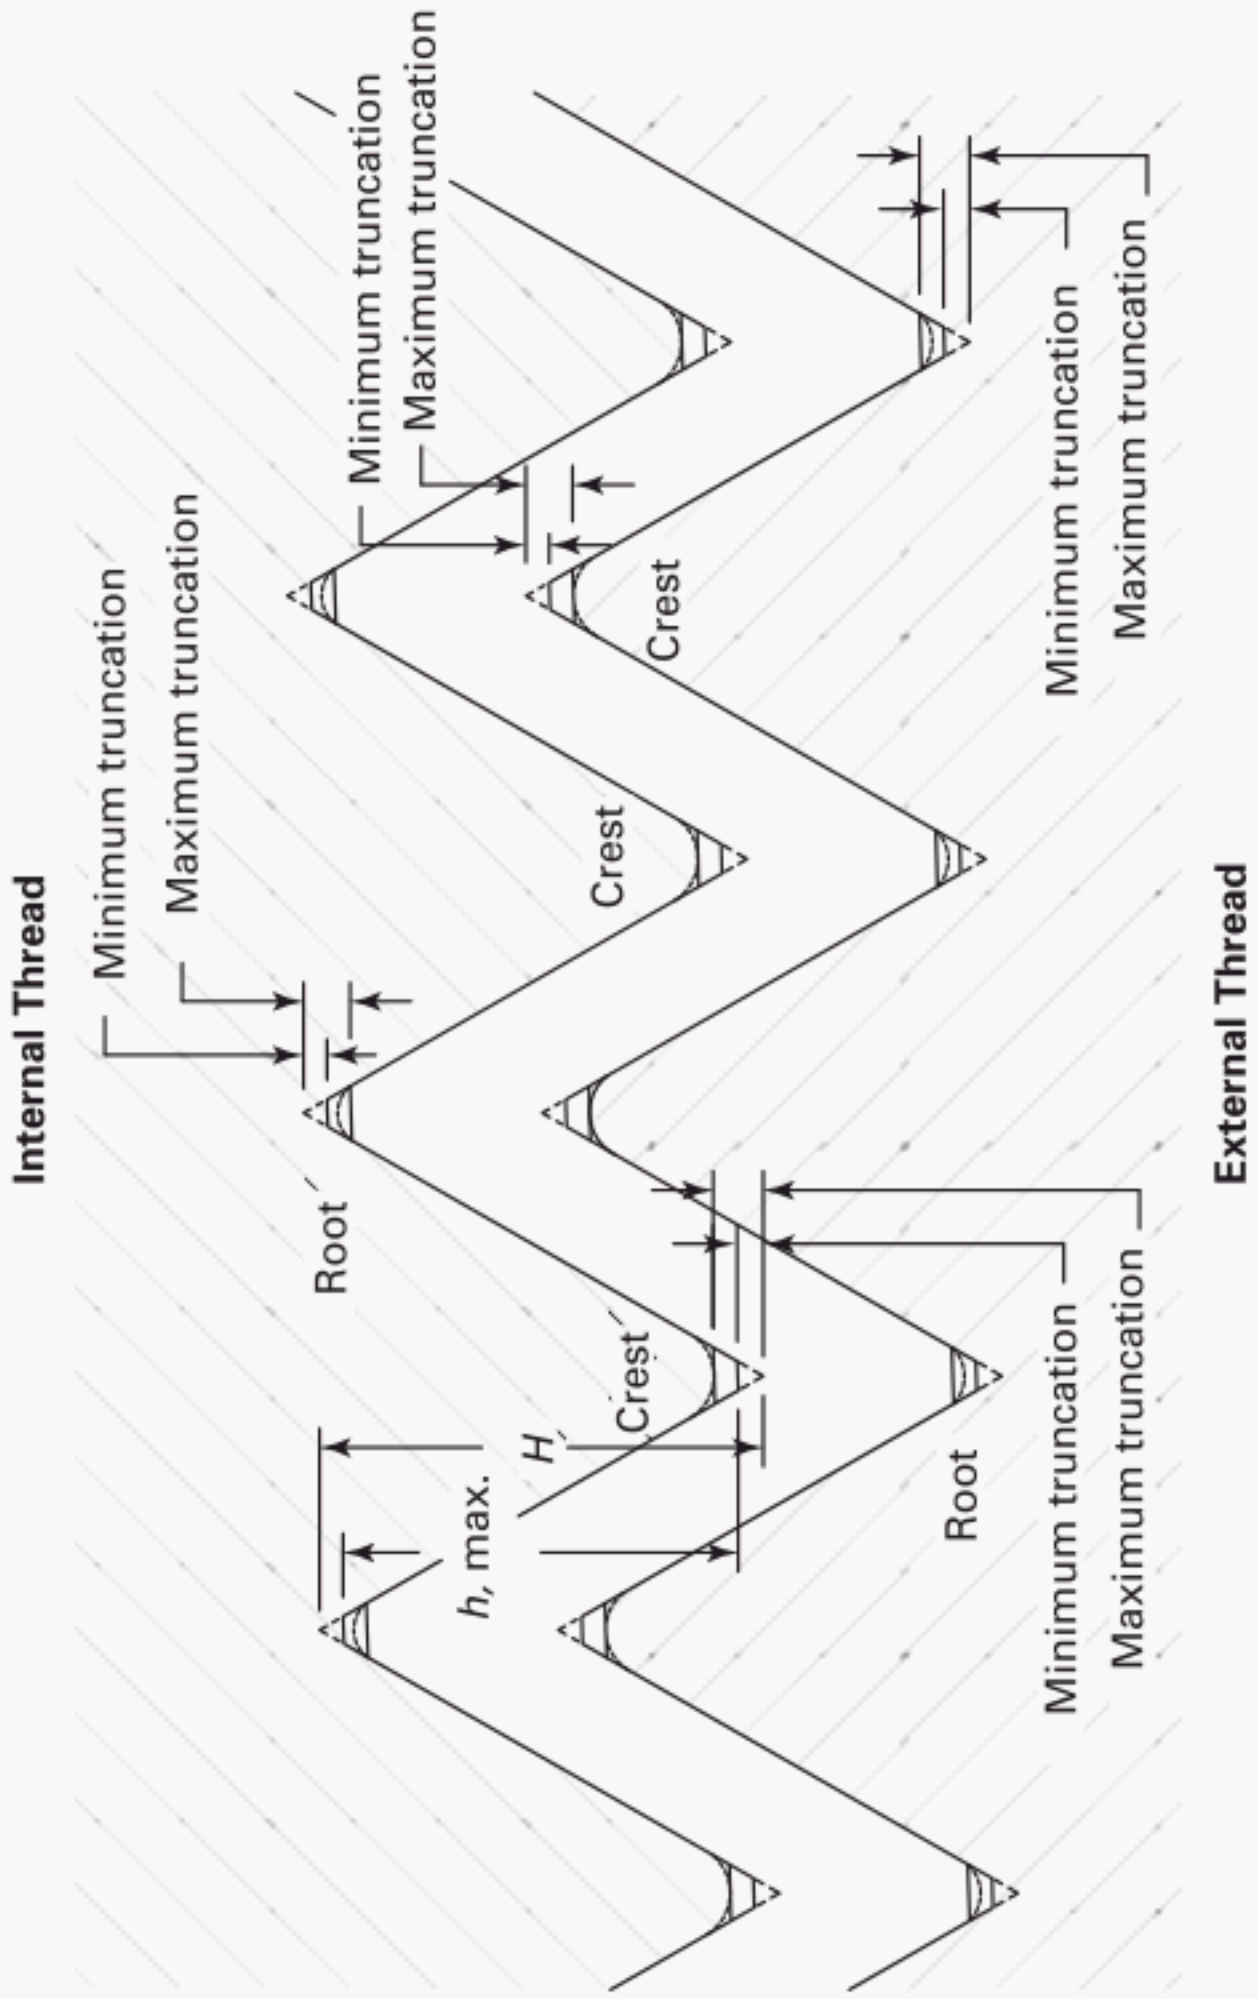 Internal Thread
Minimum truncation
Maximum truncation
Minimum truncation
Maximum truncation
Root
Crest
Crest
Crest
h, max.
H
Root
Minimum truncation
Maximum truncation
Minimum truncation
Maximum truncation
External Thread